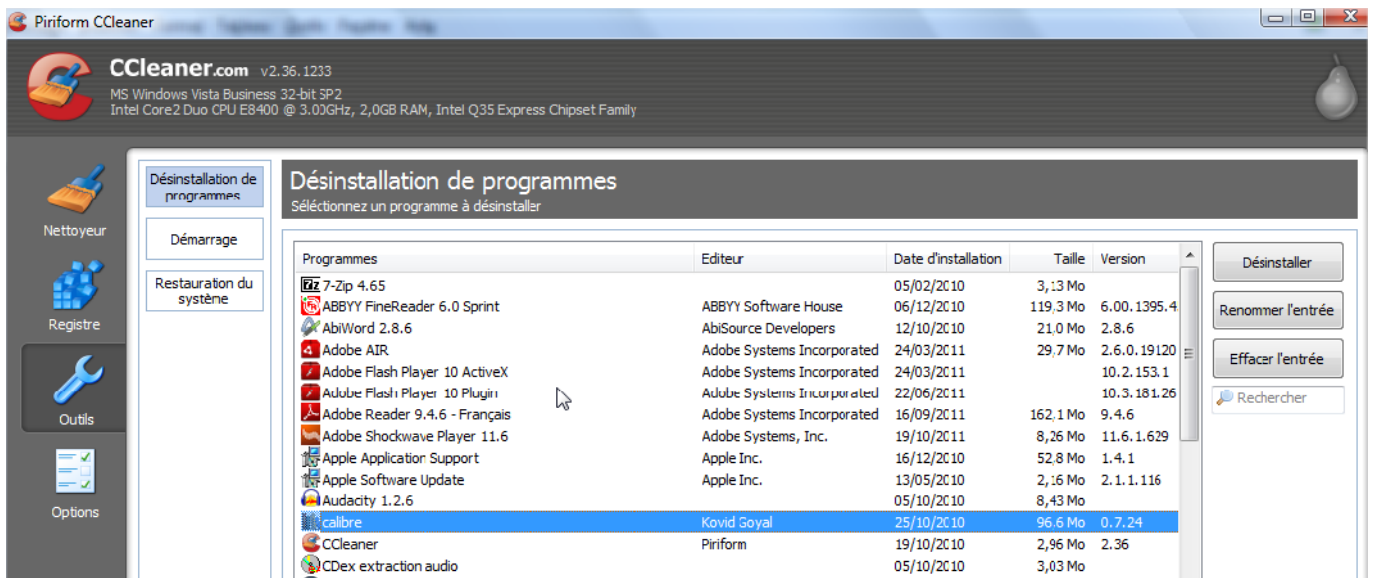 Piriform CCleaner
CCleaner.com v2.36.1233
MS Windows Vista Business 32-bit SP2
Intel Core2 Duo CPU E8400 @ 3.00GHz, 2,0GB RAM, Intel Q35 Express Chipset Family
Nettoyeur
Registre
Outils
Options
Désinstallation de
programmes
Démarrage
Restauration du
système
Désinstallation de programmes
Séléctionnez un programme à désinstaller
Programmes Editeur Date d'installation Taille Version
7-Zip 4.65 05/02/2010 3,13 Mo
ABBYY FineReader 6.0 Sprint ABBYY Software House 06/12/2010 119,3 Mo 6.00.1395.4
AbiWord 2.8.6 AbiSource Developers 12/10/2010 21,0 Mo 2.8.6
Adobe AIR Adobe Systems Incorporated 24/03/2011 29,7 Mo 2.6.0.19120
Adobe Flash Player 10 ActiveX Adobe Systems Incorporated 24/03/2011 10.2.153.1
Adobe Flash Player 10 Plugin Adobe Systems Incorporated 22/06/2011 10.3.181.26
Adobe Reader 9.4.6 - Français Adobe Systems Incorporated 16/09/2011 162,1 Mo 9.4.6
Adobe Shockwave Player 11.6 Adobe Systems, Inc. 19/10/2011 8,26 Mo 11.6.1.629
Apple Application Support Apple Inc. 16/12/2010 52,8 Mo 1.4.1
Apple Software Update Apple Inc. 13/05/2010 2,16 Mo 2.1.1.116
Audacity 1.2.6 05/10/2010 8,43 Mo
calibre Kovid Goyal 25/10/2010 96,6 Mo 0.7.24
CCleaner Piriform 19/10/2010 2,96 Mo 2.36
CDex extraction audio 05/10/2010 3,03 Mo
Désinstaller
Renommer l'entrée
Effacer l'entrée
Rechercher